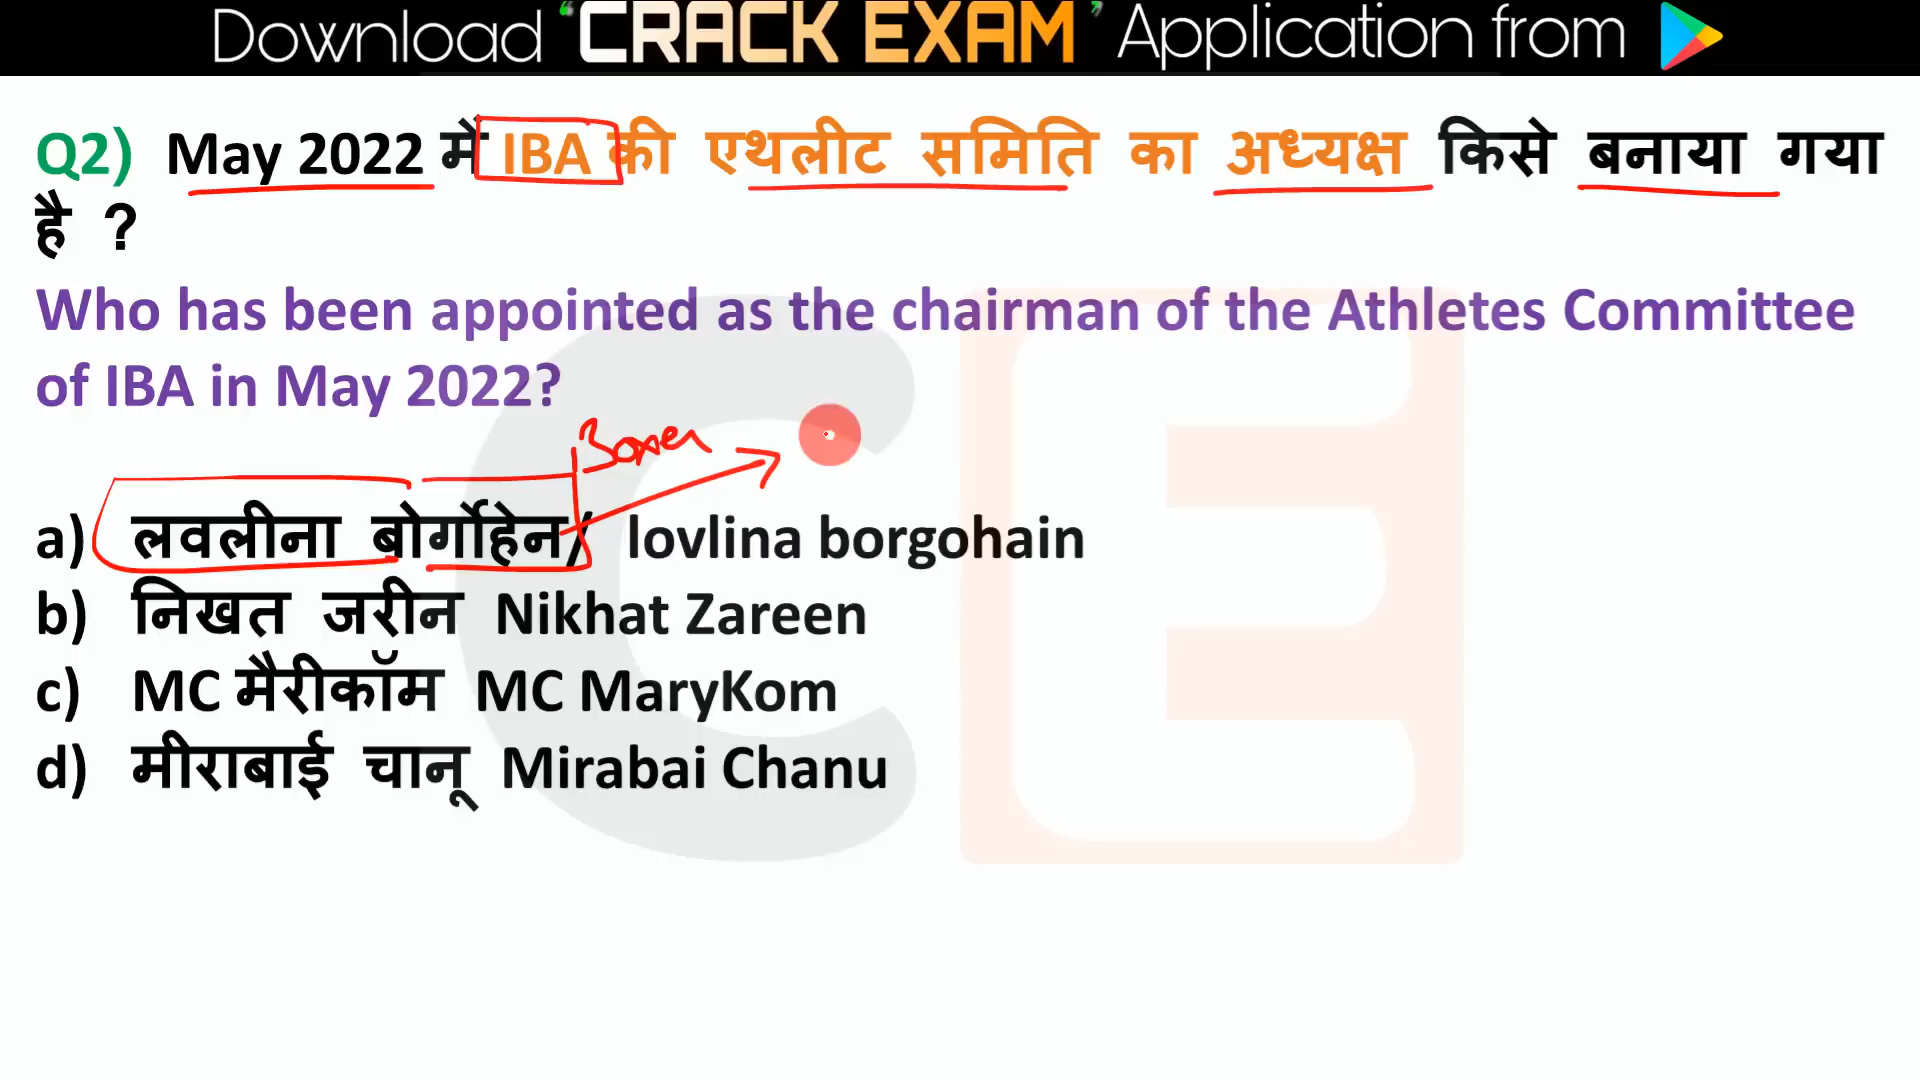 Download ‘CRACK EXAM’ Application from
Q2) May 2022 में IBA की एथलीट समिति का अध्यक्ष किसे बनाया गया
है ?
Who has been appointed as the chairman of the Athletes Committee
of IBA in May 2022?
Boxer
a) लवलीना बोर्गोहेन/ lovlina borgohain
b) निखत जरीन Nikhat Zareen
c) MC मैरीकॉम MC MaryKom
d) मीराबाई चानू Mirabai Chanu
CE